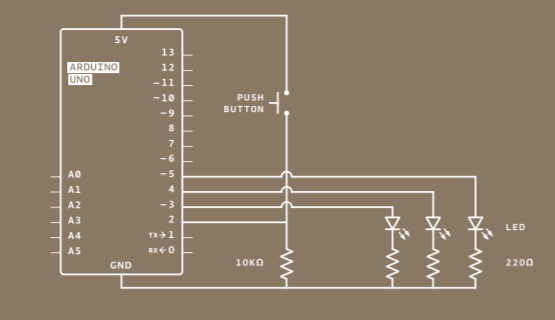 5V
ARDUINO
UNO
13
12
~11
~10
~9
8
7
~6
~5
4
~3
2
TX→1
RX←0
A0
A1
A2
A3
A4
A5
GND
PUSH
BUTTON
10KΩ
LED
220Ω